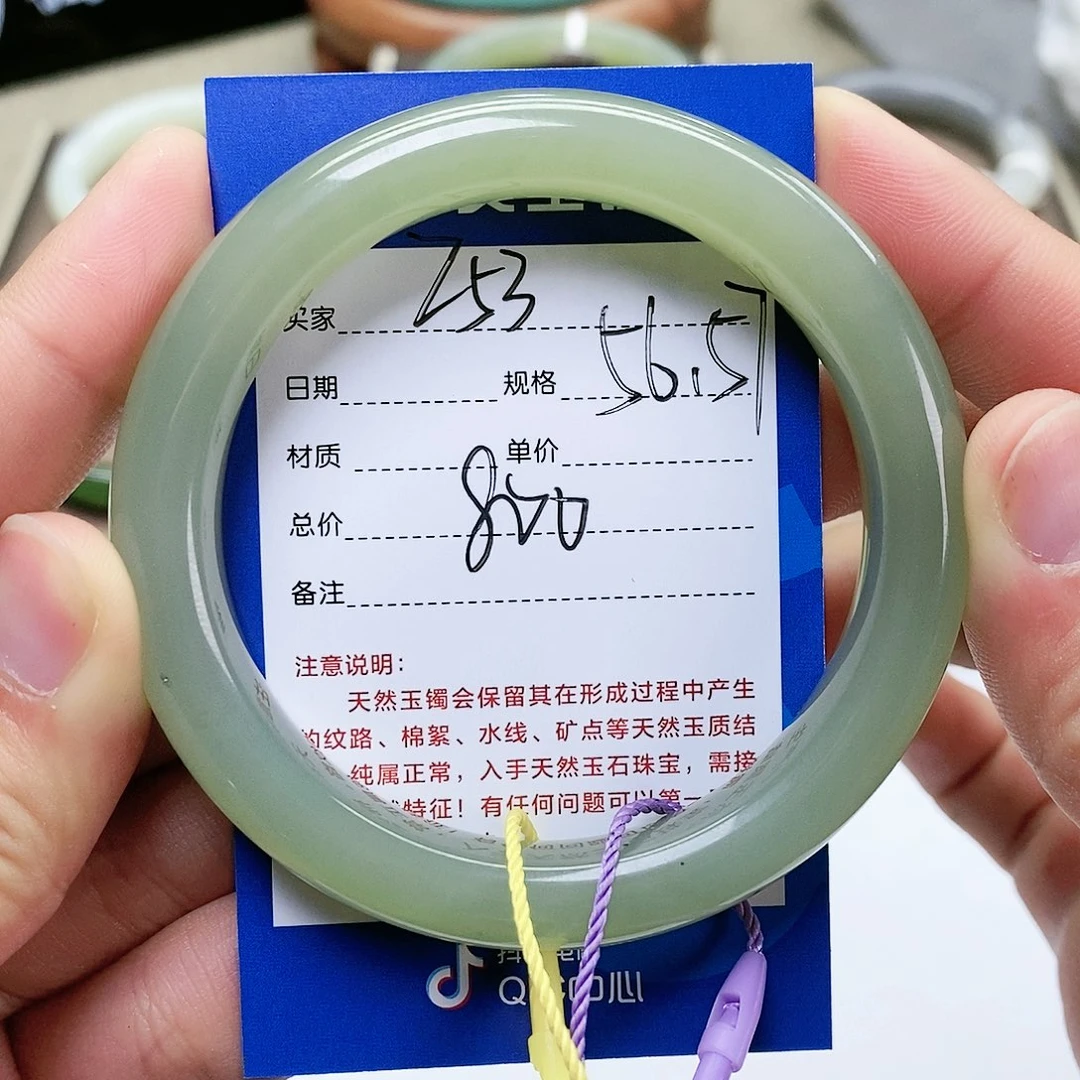 买家 253
日期 规格 56.5
材质 单价
总价
备注
注意说明:
天然玉镯会保留其在形成过程中产生
的纹路、棉絮、水线、矿点等天然玉质结
纯属正常，入手天然玉石珠宝，需接
特征！有任何问题可以第一
心